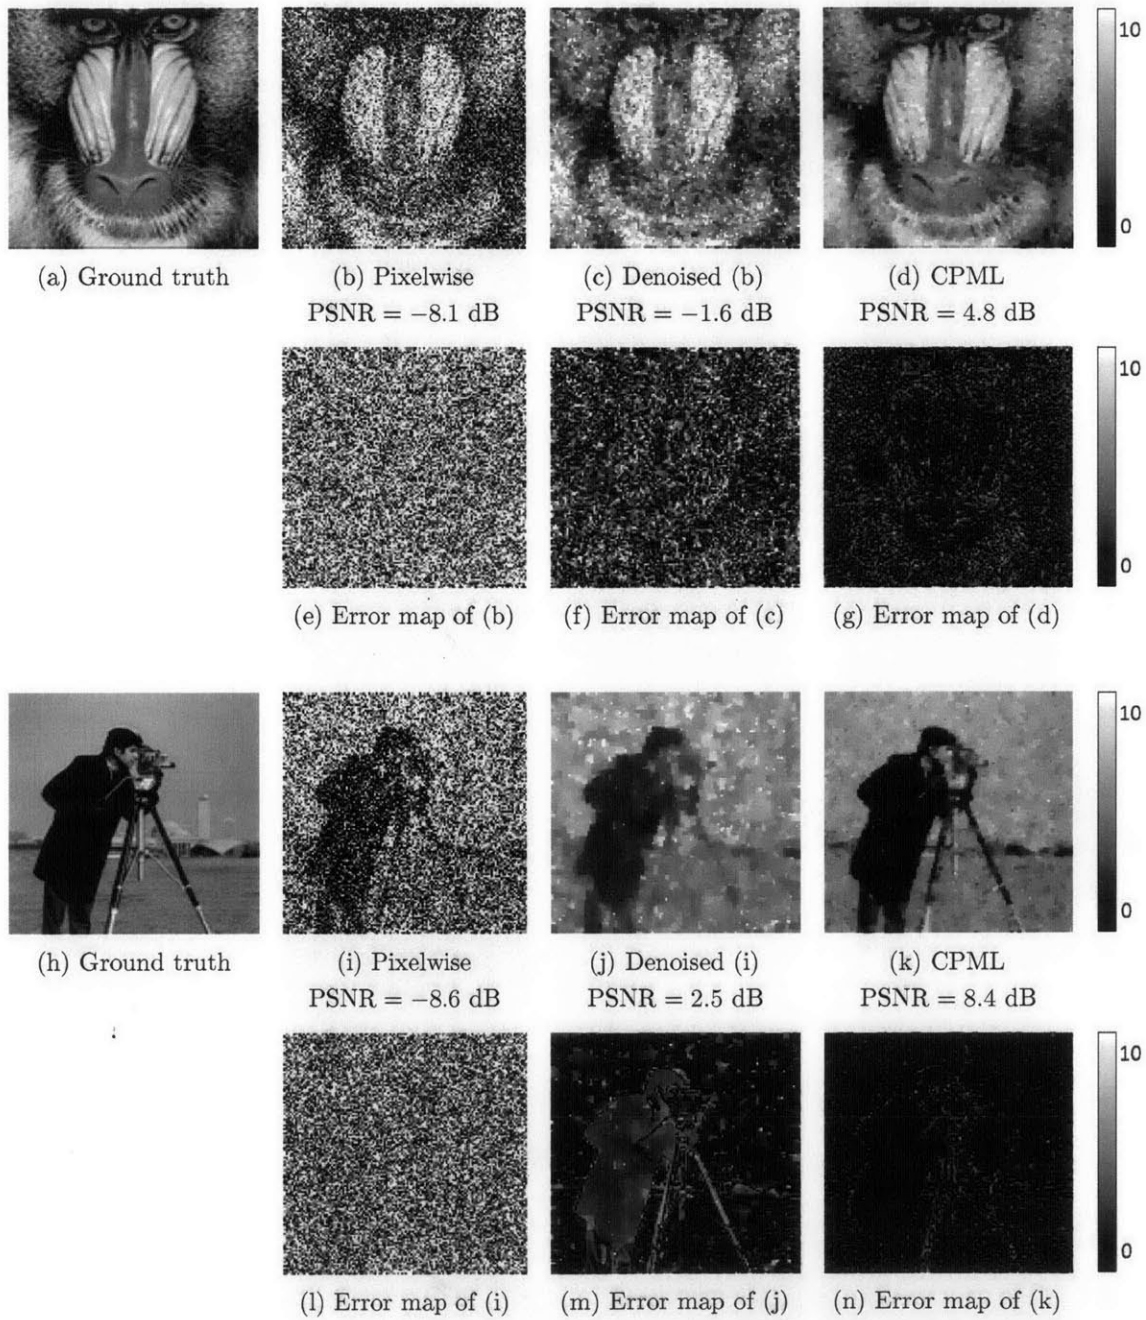 10
0
(a) Ground truth
(b) Pixelwise
PSNR = −8.1 dB
(c) Denoised (b)
PSNR = −1.6 dB
(d) CPML
PSNR = 4.8 dB
10
0
(e) Error map of (b)
(f) Error map of (c)
(g) Error map of (d)
10
0
(h) Ground truth
(i) Pixelwise
PSNR = −8.6 dB
(j) Denoised (i)
PSNR = 2.5 dB
(k) CPML
PSNR = 8.4 dB
10
0
(l) Error map of (i)
(m) Error map of (j)
(n) Error map of (k)